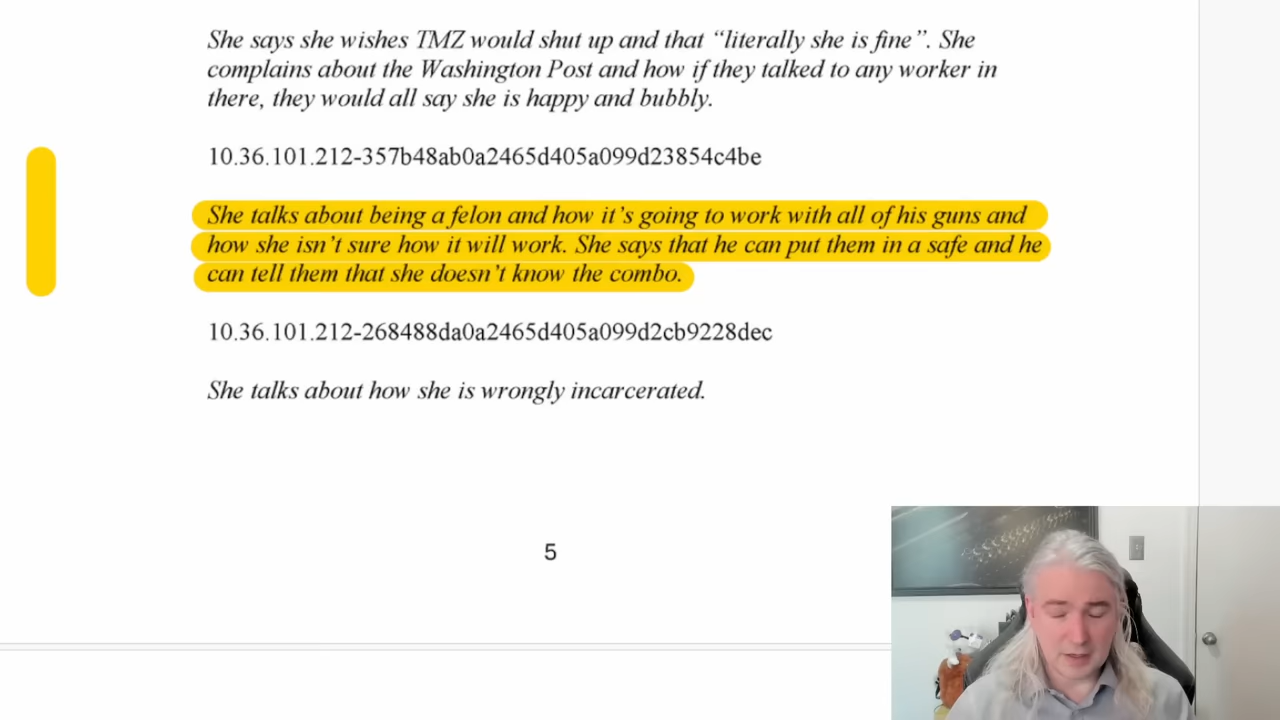 She says she wishes TMZ would shut up and that “literally she is fine”. She
complains about the Washington Post and how if they talked to any worker in
there, they would all say she is happy and bubbly.
10.36.101.212-357b48ab0a2465d405a099d23854c4be
She talks about being a felon and how it’s going to work with all of his guns and
how she isn’t sure how it will work. She says that he can put them in a safe and he
can tell them that she doesn’t know the combo.
10.36.101.212-268488da0a2465d405a099d2cb9228dec
She talks about how she is wrongly incarcerated.
5